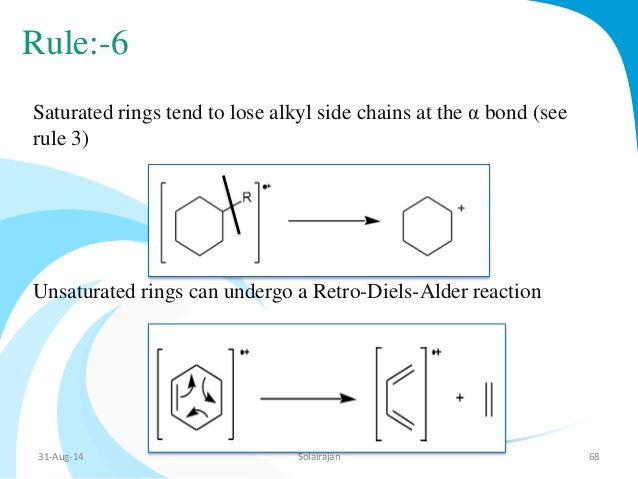 Rule:-6
Saturated rings tend to lose alkyl side chains at the α bond (see
rule 3)
R
+
Unsaturated rings can undergo a Retro-Diels-Alder reaction
+
31-Aug-14
Solairajan
68